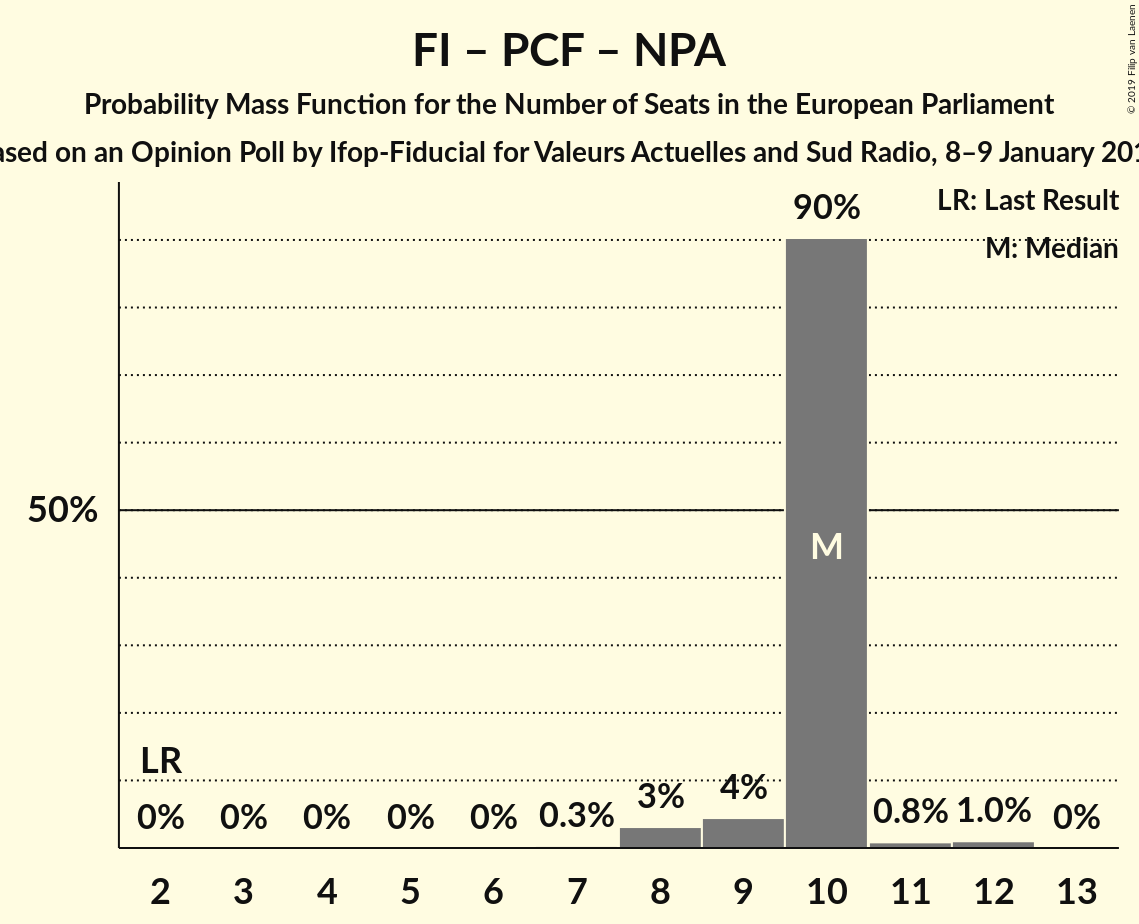 FI – PCF – NPA
Probability Mass Function for the Number of Seats in the European Parliament
on an Opinion Poll by Ifop-Fiducial for Valeurs Actuelles and Sud Radio, 8–9 January
© 2019 Filip van Laenen
LR: Last Result
M: Median
90%
50%
M
LR
0% 0% 0% 0% 0% 0.3% 3% 4% 0.8% 1.0% 0%
2 3 4 5 6 7 8 9 10 11 12 13